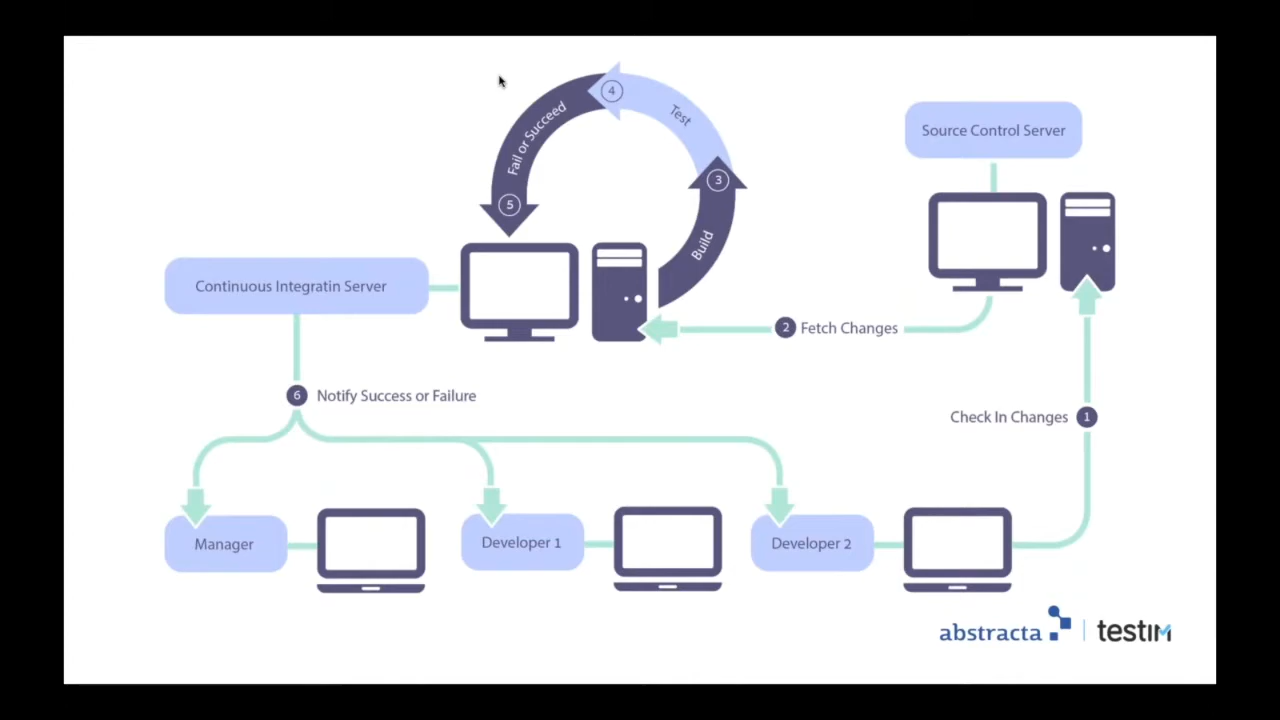 4
Test
Fail or Succeed
Source Control Server
3
5
Build
Continuous Integratin Server
2 Fetch Changes
6 Notify Success or Failure
Check In Changes 1
Manager
Developer 1
Developer 2
abstracta
testim